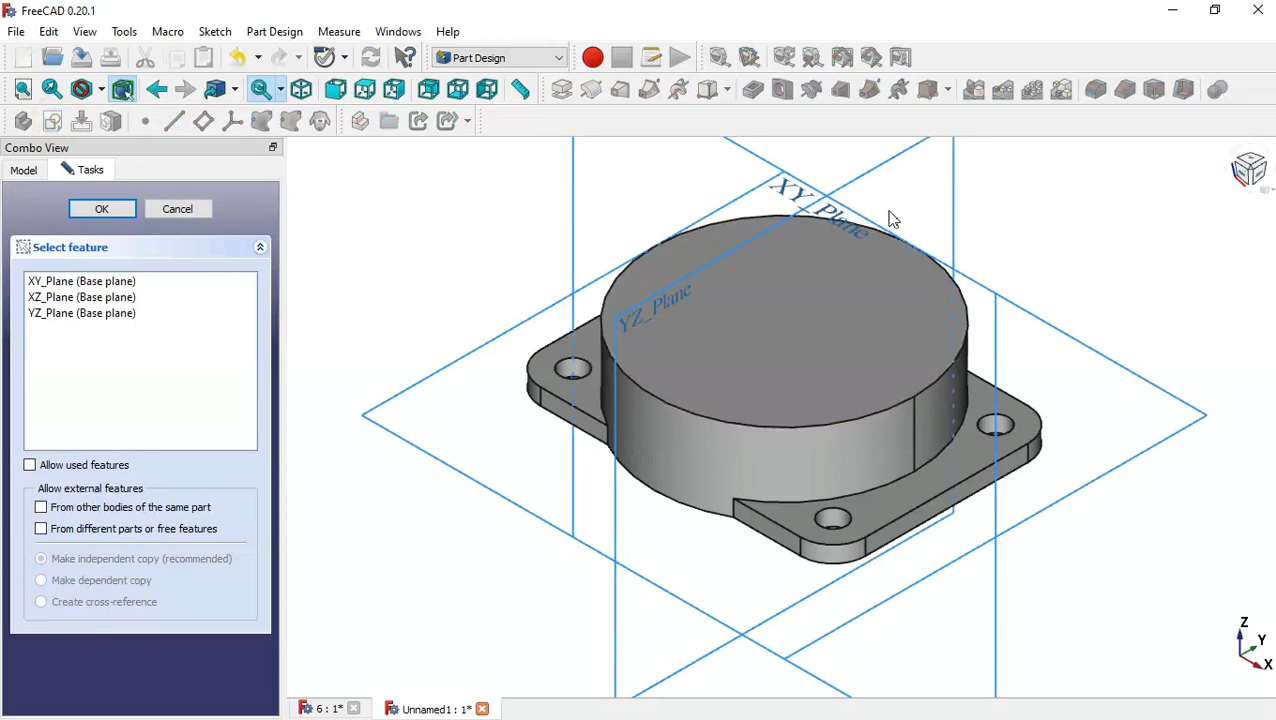 FreeCAD 0.20.1
File Edit View Tools Macro Sketch Part Design Measure Windows Help
Part Design
Combo View
Model Tasks
OK Cancel
Select feature
XY_Plane (Base plane)
XZ_Plane (Base plane)
YZ_Plane (Base plane)
Allow used features
Allow external features
From other bodies of the same part
From different parts or free features
Make independent copy (recommended)
Make dependent copy
Create cross-reference
XY_Plane
YZ_Plane
Z
Y
X
6 : 1*
Unnamed1 : 1*